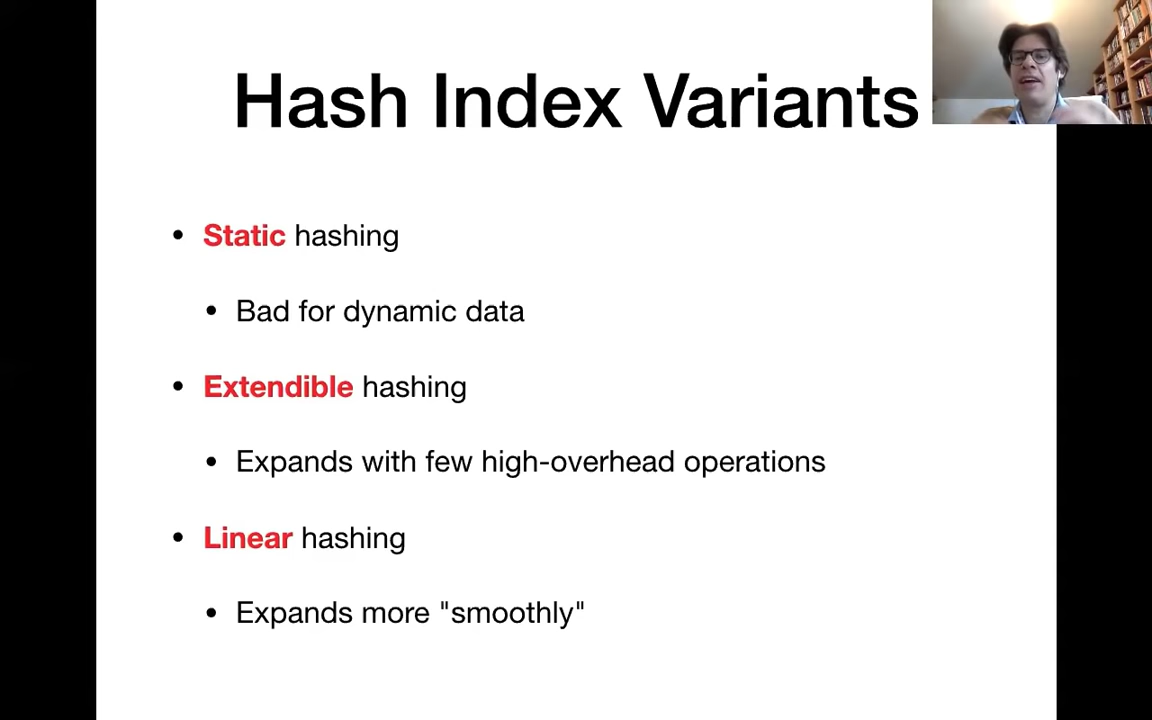 Hash Index Variants
• Static hashing
• Bad for dynamic data
• Extendible hashing
• Expands with few high-overhead operations
• Linear hashing
• Expands more "smoothly"